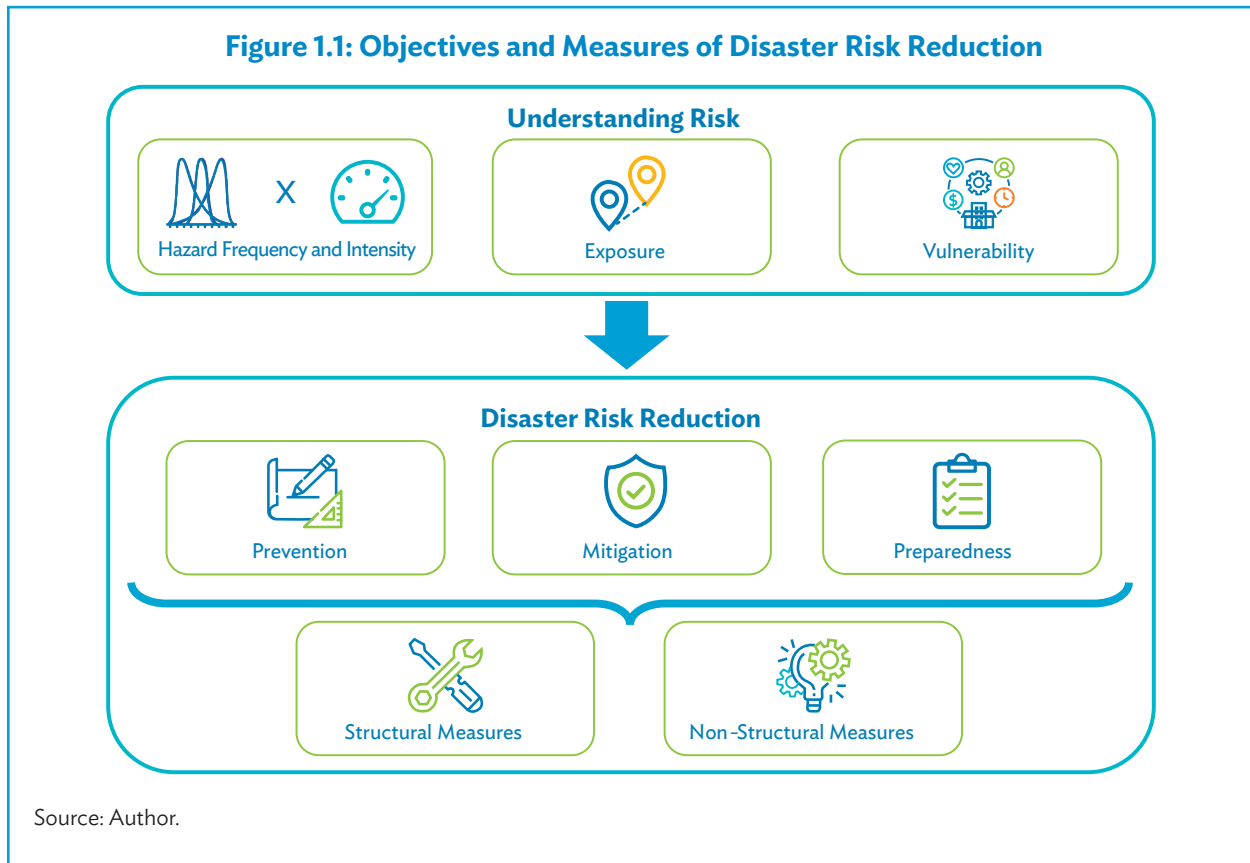 Figure 1.1: Objectives and Measures of Disaster Risk Reduction
Understanding Risk
X
Hazard Frequency and Intensity
Exposure
$
Vulnerability
Disaster Risk Reduction
Prevention
Mitigation
Preparedness
Structural Measures
Non-Structural Measures
Source: Author.